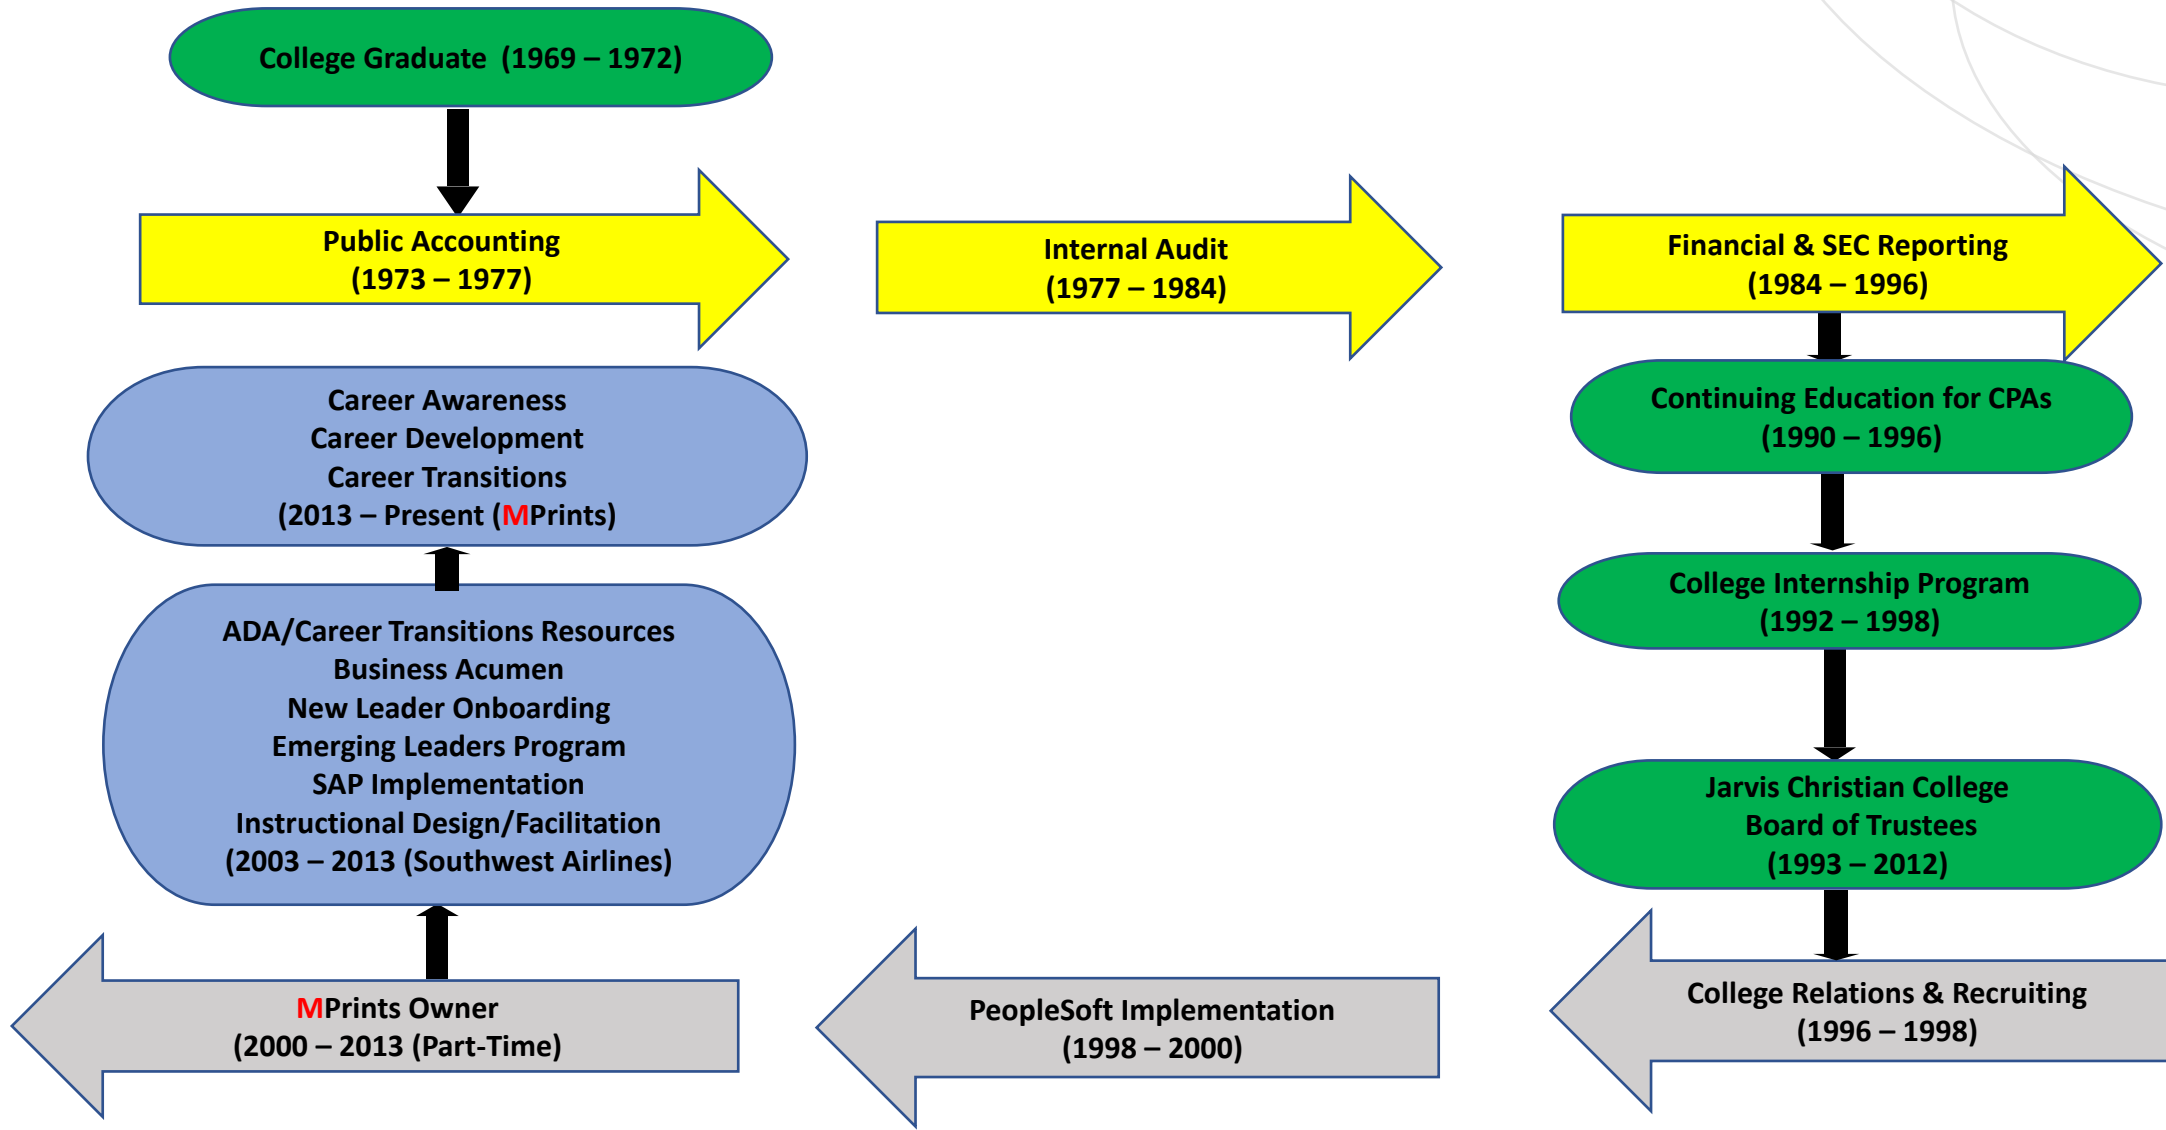 College Graduate  (1969 – 1972)
Public Accounting
(1973 – 1977)
Internal Audit
(1977 – 1984)
Financial & SEC Reporting
(1984 – 1996)
Continuing Education for CPAs
(1990 – 1996)
College Internship Program
(1992 – 1998)
Jarvis Christian College
Board of Trustees
(1993 – 2012)
College Relations & Recruiting
(1996 – 1998)
PeopleSoft Implementation
(1998 – 2000)
MPrints Owner
(2000 – 2013 (Part-Time)
ADA/Career Transitions Resources
Business Acumen
New Leader Onboarding
Emerging Leaders Program
SAP Implementation
Instructional Design/Facilitation
(2003 – 2013 (Southwest Airlines)
Career Awareness
Career Development
Career Transitions
(2013 – Present (MPrints)